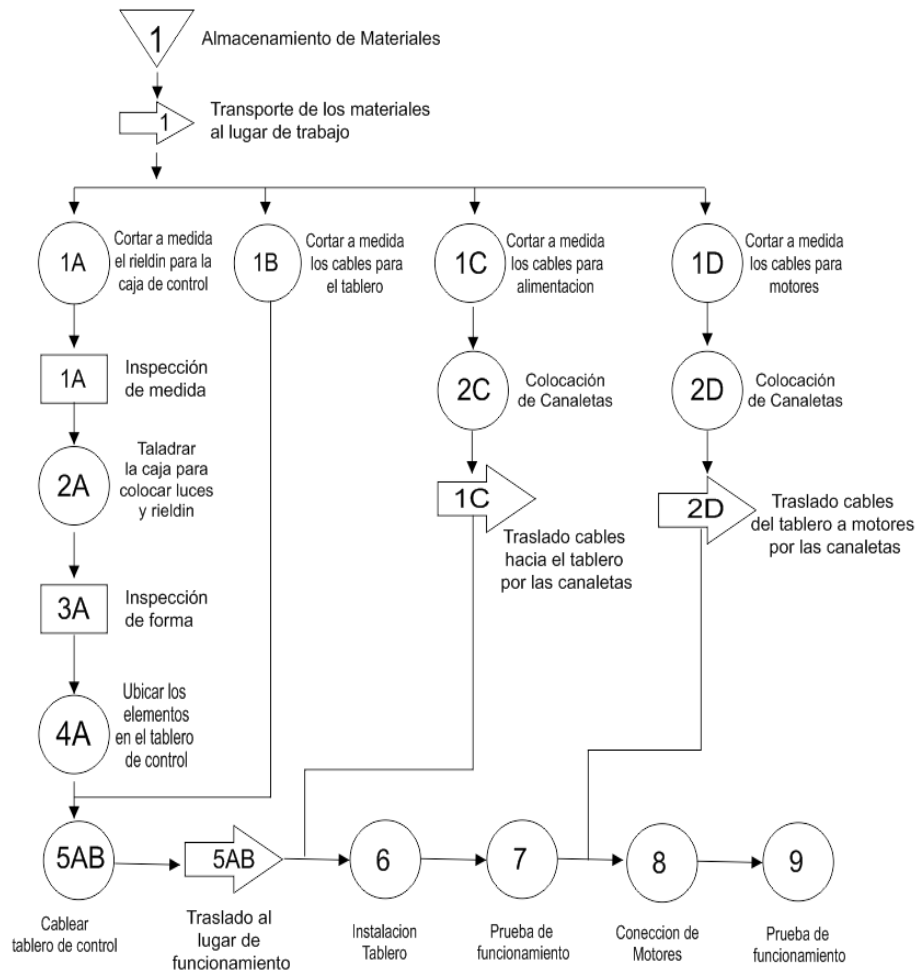 1
Almacenamiento de Materiales
1
Transporte de los materiales
al lugar de trabajo
1A
Cortar a medida
el rieldin para la
caja de control
1B
Cortar a medida
los cables para
el tablero
1C
Cortar a medida
los cables para
alimentacion
1D
Cortar a medida
los cables para
motores
1A
Inspección
de medida
2C
Colocación
de Canaletas
2D
Colocación
de Canaletas
2A
Taladrar
la caja para
colocar luces
y rieldin
1C
Traslado cables
hacia el tablero
por las canaletas
2D
Traslado cables
del tablero a motores
por las canaletas
3A
Inspección
de forma
4A
Ubicar los
elementos
en el tablero
de control
5AB
Cablear
tablero de control
5AB
Traslado al
lugar de
funcionamiento
6
Instalacion
Tablero
7
Prueba de
funcionamiento
8
Coneccion de
Motores
9
Prueba de
funcionamiento